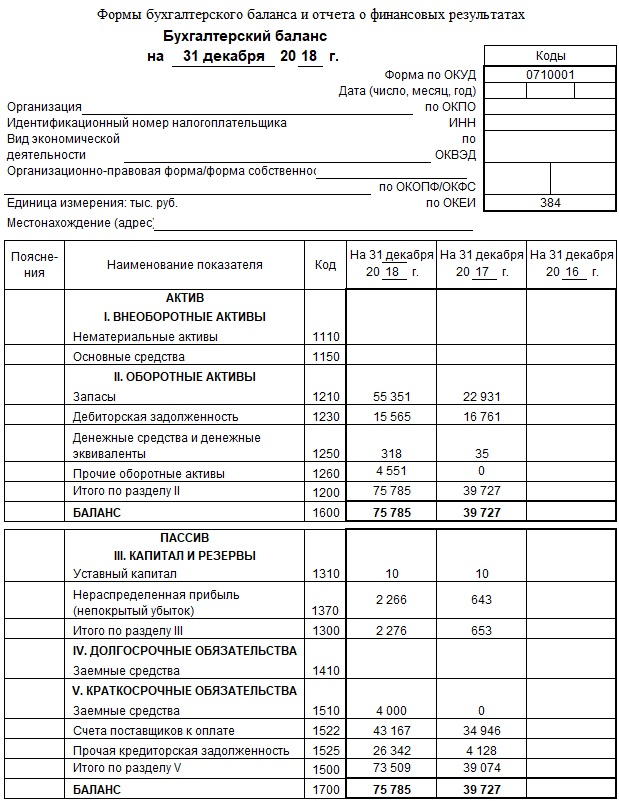 Формы бухгалтерского баланса и отчета о финансовых результатах
Бухгалтерский баланс
на 31 декабря 20 18 г.
Коды
Форма по ОКУД 0710001
Дата (число, месяц, год)
Организация по ОКПО
Идентификационный номер налогоплательщика ИНН
Вид экономической по
деятельности ОКВЭД
Организационно-правовая форма/форма собственнос
по ОКОПФ/ОКФС
Единица измерения: тыс. руб. по ОКЕИ 384
Местонахождение (адрес)
Поясне- На 31 декабря На 31 декабря На 31 декабря
ния Наименование показателя Код 20 18 г. 20 17 г. 20 16 г.
АКТИВ
I. ВНЕОБОРОТНЫЕ АКТИВЫ
Нематериальные активы 1110
Основные средства 1150
II. ОБОРОТНЫЕ АКТИВЫ
Запасы 1210 55 351 22 931
Дебиторская задолженность 1230 15 565 16 761
Денежные средства и денежные
эквиваленты 1250 318 35
Прочие оборотные активы 1260 4 551 0
Итого по разделу II 1200 75 785 39 727
БАЛАНС 1600 75 785 39 727
ПАССИВ
III. КАПИТАЛ И РЕЗЕРВЫ
Уставный капитал 1310 10 10
Нераспределенная прибыль
(непокрытый убыток) 1370 2 266 643
Итого по разделу III 1300 2 276 653
IV. ДОЛГОСРОЧНЫЕ ОБЯЗАТЕЛЬСТВА
Заемные средства 1410
V. КРАТКОСРОЧНЫЕ ОБЯЗАТЕЛЬСТВА
Заемные средства 1510 4 000 0
Счета поставщиков к оплате 1522 43 167 34 946
Прочая кредиторская задолженность 1525 26 342 4 128
Итого по разделу V 1500 73 509 39 074
БАЛАНС 1700 75 785 39 727